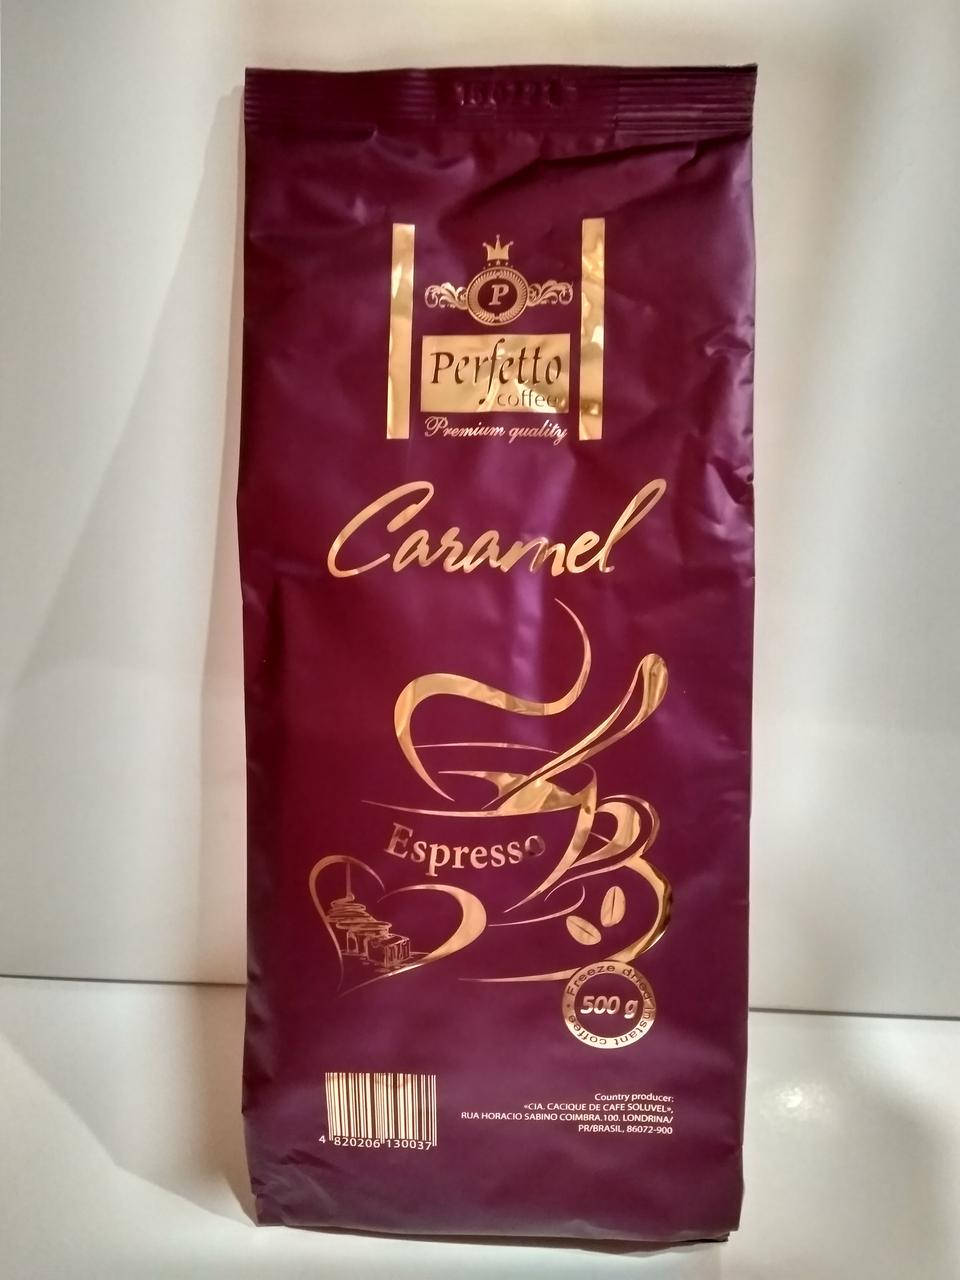 P
Perfetto
coffee
Premium quality
Caramel
Espresso
Freeze dried instant coffee
500 g
4 820206 130037
Country producer:
«CIA. CACIQUE DE CAFE SOLUVEL»,
RUA HORACIO SABINO COIMBRA,100. LONDRINA/
PR/BRASIL, 86072-900